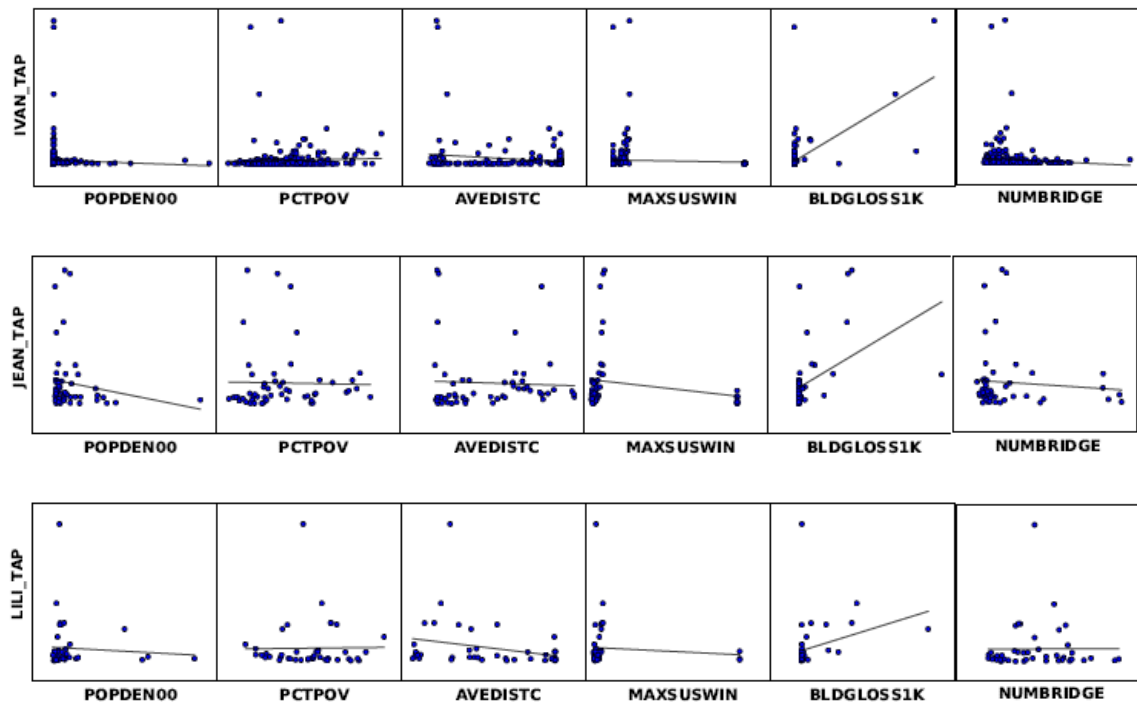 IVAN_TAP
POPDEN00 PCTPOV AVEDISTC MAXSUSWIN BLDGLOSS1K NUMBRIDGE
JEAN_TAP
POPDEN00 PCTPOV AVEDISTC MAXSUSWIN BLDGLOSS1K NUMBRIDGE
LILI_TAP
POPDEN00 PCTPOV AVEDISTC MAXSUSWIN BLDGLOSS1K NUMBRIDGE